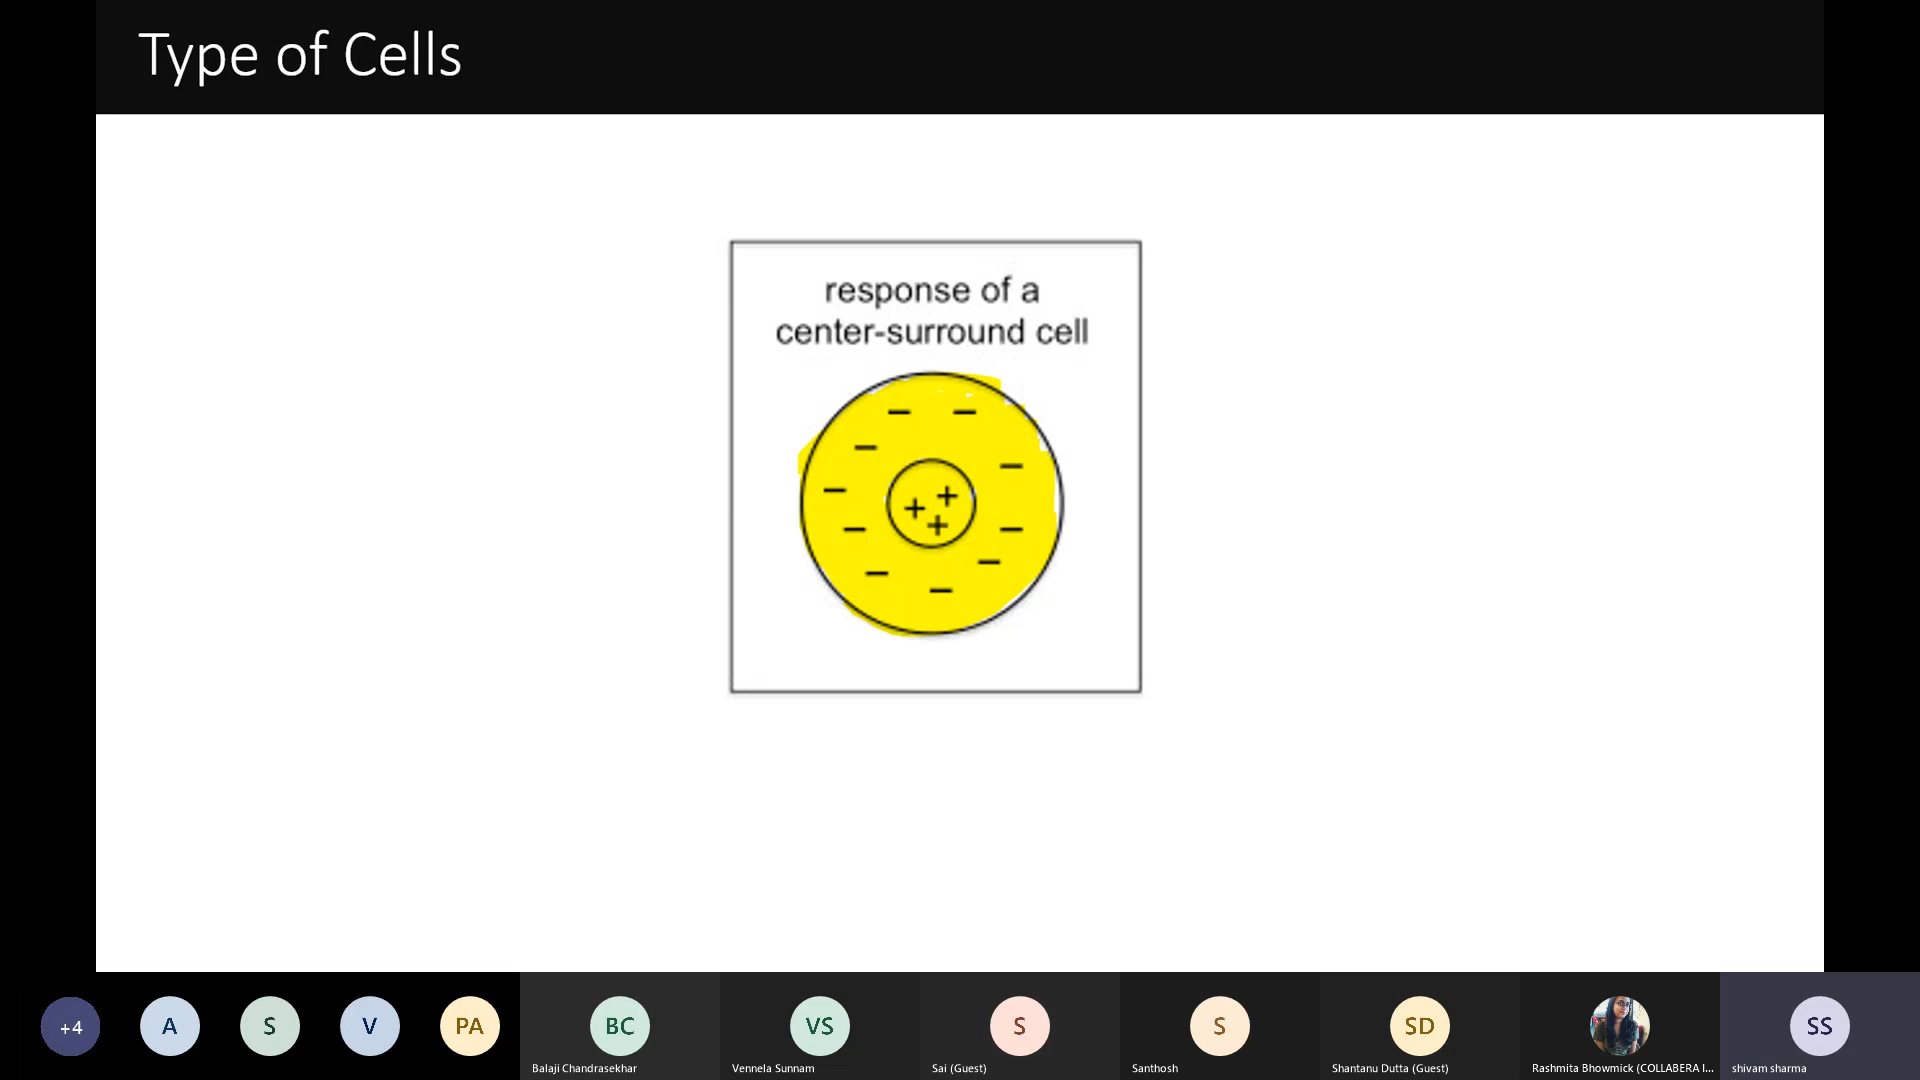 Type of Cells
response of a
center-surround cell
− −
−
−
−
+
+
+
− −
−
−
−
+4
A
S
V
PA
BC
VS
S
S
SD
SS
Balaji Chandrasekhar
Vennela Sunnam
Sai (Guest)
Santhosh
Shantanu Dutta (Guest)
Rashmita Bhowmick (COLLABERA I...
shivam sharma